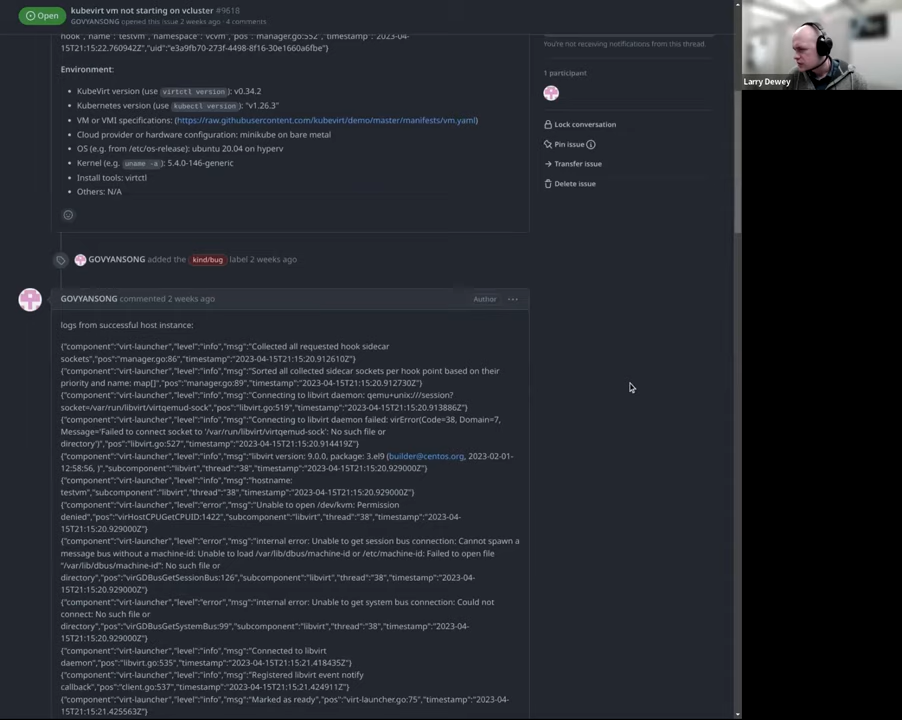 Open
kubevirt vm not starting on vcluster #9618
GOVYANSONG opened this issue 2 weeks ago · 4 comments
hook","name":"testvm","namespace":"vcvm","pos":"manager.go:552","timestamp":"2023-04-
15T21:15:22.760942Z","uid":"e3a9fb70-273f-4498-8f16-30e1660a6fbe"}
Environment:
KubeVirt version (use virtctl version): v0.34.2
Kubernetes version (use kubectl version): "v1.26.3"
VM or VMI specifications: (https://raw.githubusercontent.com/kubevirt/demo/master/manifests/vm.yaml)
Cloud provider or hardware configuration: minikube on bare metal
OS (e.g. from /etc/os-release): ubuntu 20.04 on hyperv
Kernel (e.g. uname -a): 5.4.0-146-generic
Install tools: virtctl
Others: N/A
GOVYANSONG added the kind/bug label 2 weeks ago
GOVYANSONG commented 2 weeks ago
Author
logs from successful host instance:
{"component":"virt-launcher","level":"info","msg":"Collected all requested hook sidecar
sockets","pos":"manager.go:86","timestamp":"2023-04-15T21:15:20.912610Z"}
{"component":"virt-launcher","level":"info","msg":"Sorted all collected sidecar sockets per hook point based on their
priority and name: map[]","pos":"manager.go:89","timestamp":"2023-04-15T21:15:20.912730Z"}
{"component":"virt-launcher","level":"info","msg":"Connecting to libvirt daemon: qemu+unix:///session?
socket=/var/run/libvirt/virtqemud-sock","pos":"libvirt.go:519","timestamp":"2023-04-15T21:15:20.913886Z"}
{"component":"virt-launcher","level":"info","msg":"Connecting to libvirt daemon failed: virError(Code=38, Domain=7,
Message='Failed to connect socket to '/var/run/libvirt/virtqemud-sock': No such file or
directory')","pos":"libvirt.go:527","timestamp":"2023-04-15T21:15:20.914419Z"}
{"component":"virt-launcher","level":"info","msg":"libvirt version: 9.0.0, package: 3.el9 (builder@centos.org, 2023-02-01-
12:58:56, )","subcomponent":"libvirt","thread":"38","timestamp":"2023-04-15T21:15:20.929000Z"}
{"component":"virt-launcher","level":"info","msg":"hostname:
testvm","subcomponent":"libvirt","thread":"38","timestamp":"2023-04-15T21:15:20.929000Z"}
{"component":"virt-launcher","level":"error","msg":"Unable to open /dev/kvm: Permission
denied","pos":"virHostCPUGetCPUID:1422","subcomponent":"libvirt","thread":"38","timestamp":"2023-04-
15T21:15:20.929000Z"}
{"component":"virt-launcher","level":"error","msg":"internal error: Unable to get session bus connection: Cannot spawn a
message bus without a machine-id: Unable to load /var/lib/dbus/machine-id or /etc/machine-id: Failed to open file
"/var/lib/dbus/machine-id": No such file or
directory","pos":"virGDBusGetSessionBus:126","subcomponent":"libvirt","thread":"38","timestamp":"2023-04-
15T21:15:20.929000Z"}
{"component":"virt-launcher","level":"error","msg":"internal error: Unable to get system bus connection: Could not
connect: No such file or
directory","pos":"virGDBusGetSystemBus:99","subcomponent":"libvirt","thread":"38","timestamp":"2023-04-
15T21:15:20.929000Z"}
{"component":"virt-launcher","level":"info","msg":"Connected to libvirt
daemon","pos":"libvirt.go:535","timestamp":"2023-04-15T21:15:21.418435Z"}
{"component":"virt-launcher","level":"info","msg":"Registered libvirt event notify
callback","pos":"client.go:537","timestamp":"2023-04-15T21:15:21.424911Z"}
{"component":"virt-launcher","level":"info","msg":"Marked as ready","pos":"virt-launcher.go:75","timestamp":"2023-04-
15T21:15:21.425563Z"}
You're not receiving notifications from this thread.
1 participant
Lock conversation
Pin issue
Transfer issue
Delete issue
Larry Dewey